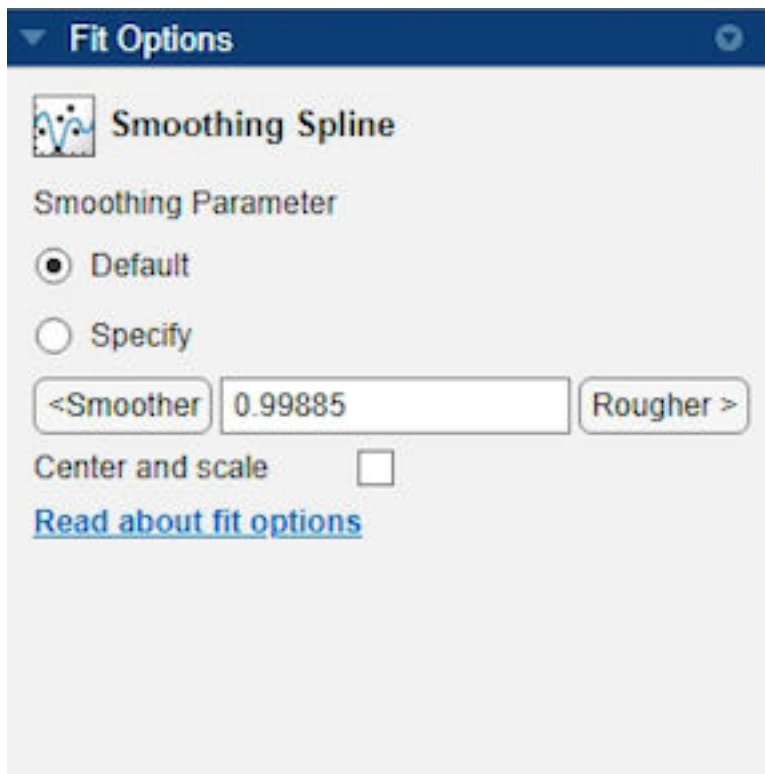 Fit Options
Smoothing Spline
Smoothing Parameter
Default
Specify
<Smoother 0.99885 Rougher >
Center and scale
Read about fit options